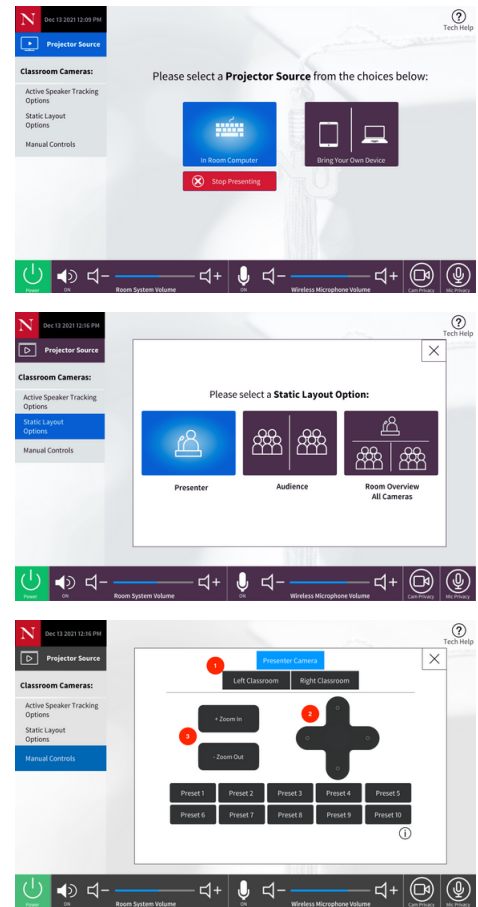 N Dec 13 2021 12:09 PM
?
Tech Help
Projector Source
Classroom Cameras:
Active Speaker Tracking
Options
Static Layout
Options
Manual Controls
Please select a Projector Source from the choices below:
In Room Computer
Bring Your Own Device
Stop Presenting
Power
ON
Room System Volume
ON
Wireless Microphone Volume
Cam Privacy
Mic Privacy
N Dec 13 2021 12:16 PM
?
Tech Help
Projector Source
Classroom Cameras:
Active Speaker Tracking
Options
Static Layout
Options
Manual Controls
Please select a Static Layout Option:
Presenter
Audience
Room Overview
All Cameras
Power
ON
Room System Volume
ON
Wireless Microphone Volume
Cam Privacy
Mic Privacy
N Dec 13 2021 12:16 PM
?
Tech Help
Projector Source
Classroom Cameras:
Active Speaker Tracking
Options
Static Layout
Options
Manual Controls
1
Presenter Camera
Left Classroom
Right Classroom
+ Zoom In
2
3
- Zoom Out
Preset 1 Preset 2 Preset 3 Preset 4 Preset 5
Preset 6 Preset 7 Preset 8 Preset 9 Preset 10
i
Power
ON
Room System Volume
ON
Wireless Microphone Volume
Cam Privacy
Mic Privacy